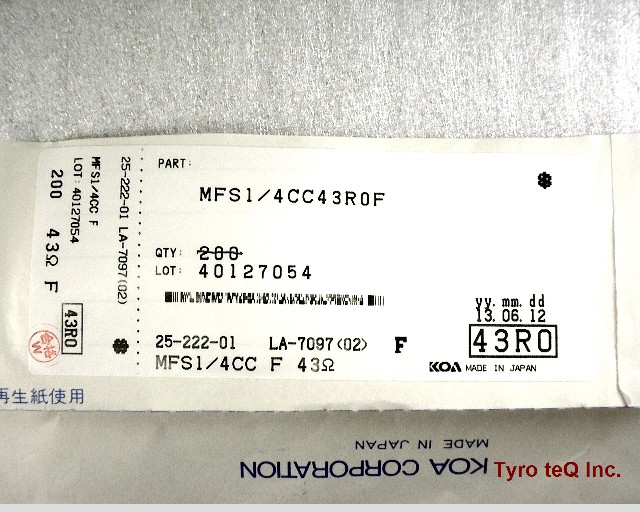 PART:
MFS1/4CC43R0F
QTY: 200
LOT: 40127054
yy. mm. dd
13. 06. 12
25-222-01 LA-7097(02) F 43R0
MFS1/4CC F 43Ω
KOA MADE IN JAPAN
25-222-01 LA-7097(02)
MFS1/4CC F
LOT: 40127054
200 43Ω F
43R0
合格
W
再生紙使用
MADE IN JAPAN
KOA CORPORATION
Tyro teQ Inc.